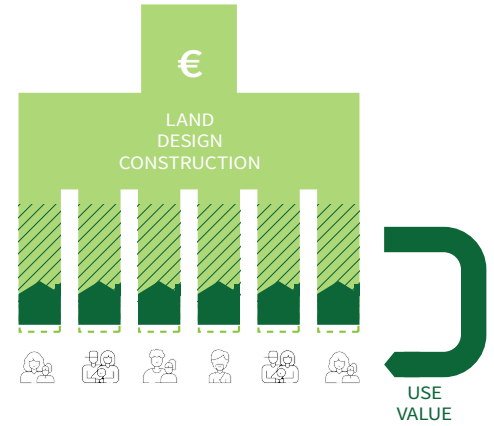 €
LAND
DESIGN
CONSTRUCTION
USE
VALUE